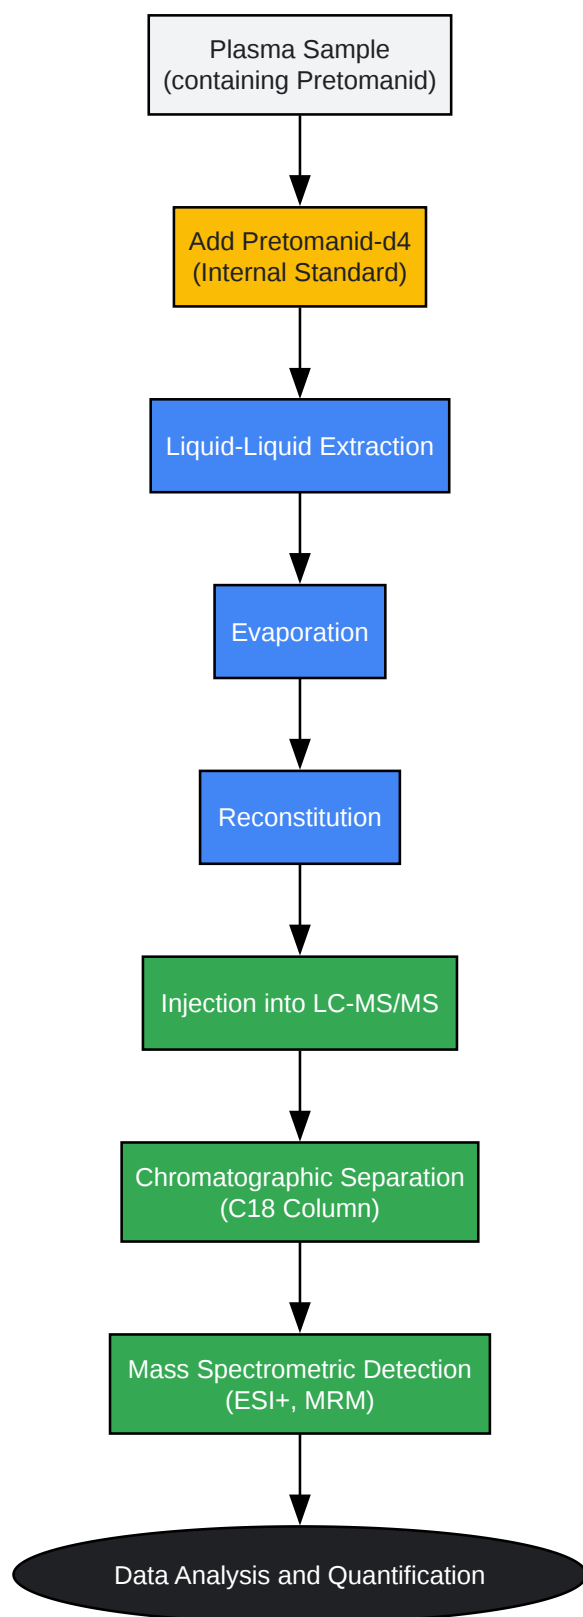 Plasma Sample
(containing Pretomanid)
Add Pretomanid-d4
(Internal Standard)
Liquid-Liquid Extraction
Evaporation
Reconstitution
Injection into LC-MS/MS
Chromatographic Separation
(C18 Column)
Mass Spectrometric Detection
(ESI+, MRM)
Data Analysis and Quantification